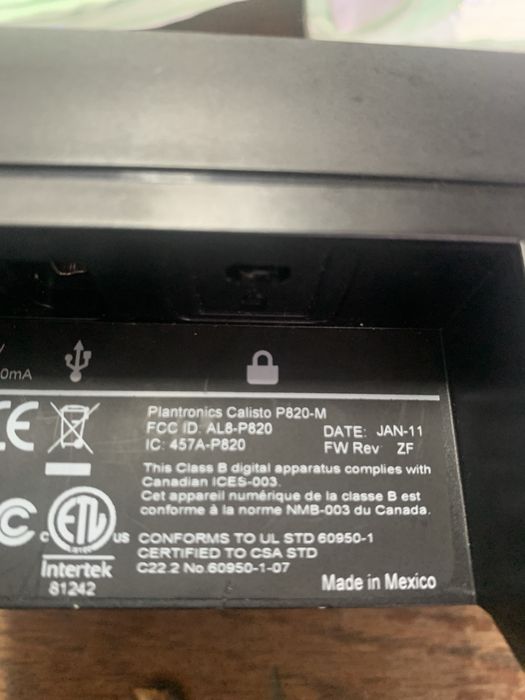 0mA
CE
Plantronics Calisto P820-M
FCC ID: AL8-P820
IC: 457A-P820
DATE: JAN-11
FW Rev ZF
This Class B digital apparatus complies with
Canadian ICES-003.
Cet appareil numérique de la classe B est
conforme à la norme NMB-003 du Canada.
C
c ETL us
Intertek
81242
CONFORMS TO UL STD 60950-1
CERTIFIED TO CSA STD
C22.2 No.60950-1-07
Made in Mexico